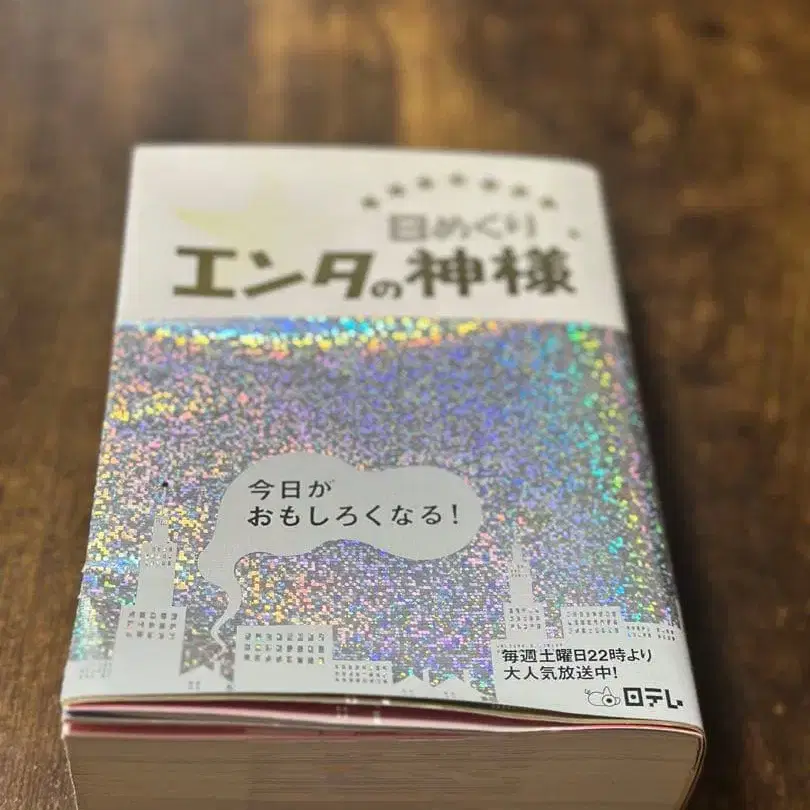 日めくり
エンタの神様
今日が
おもしろくなる!
毎週土曜日22時より
大人気放送中!
日テレ